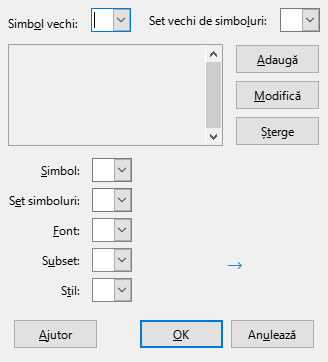 Simbol vechi: Set vechi de simboluri:
Adaugă
Modifică
Șterge
Simbol:
Set simboluri:
Font:
Subset:
→
Stil:
Ajutor OK Anulează